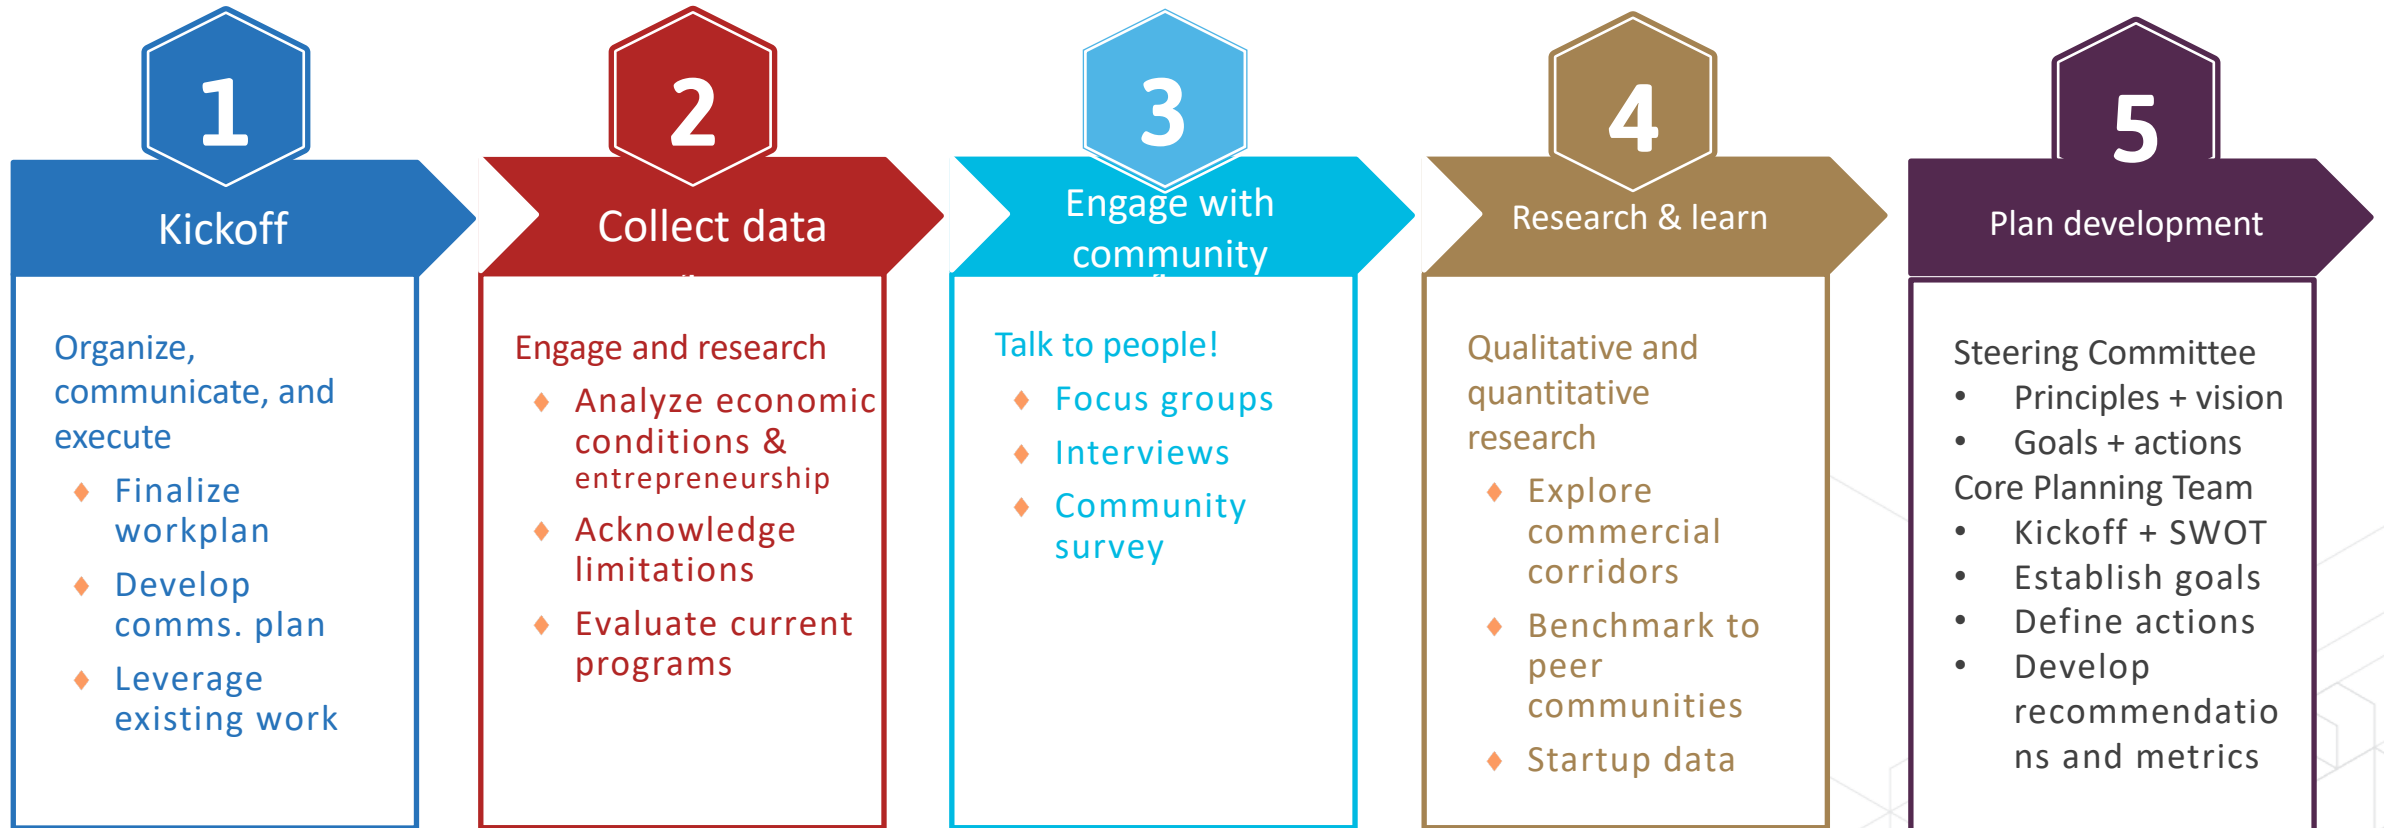 1
Kickoff
Organize,
communicate, and
execute
♦ Finalize
workplan
♦ Develop
comms. plan
♦ Leverage
existing work
2
Collect data
Engage and research
♦ Analyze economic
conditions &
entrepreneurship
♦ Acknowledge
limitations
♦ Evaluate current
programs
3
Engage with
community
Talk to people!
♦ Focus groups
♦ Interviews
♦ Community
survey
4
Research & learn
Qualitative and
quantitative
research
♦ Explore
commercial
corridors
♦ Benchmark to
peer
communities
♦ Startup data
5
Plan development
Steering Committee
• Principles + vision
• Goals + actions
Core Planning Team
• Kickoff + SWOT
• Establish goals
• Define actions
• Develop
recommendatio
ns and metrics